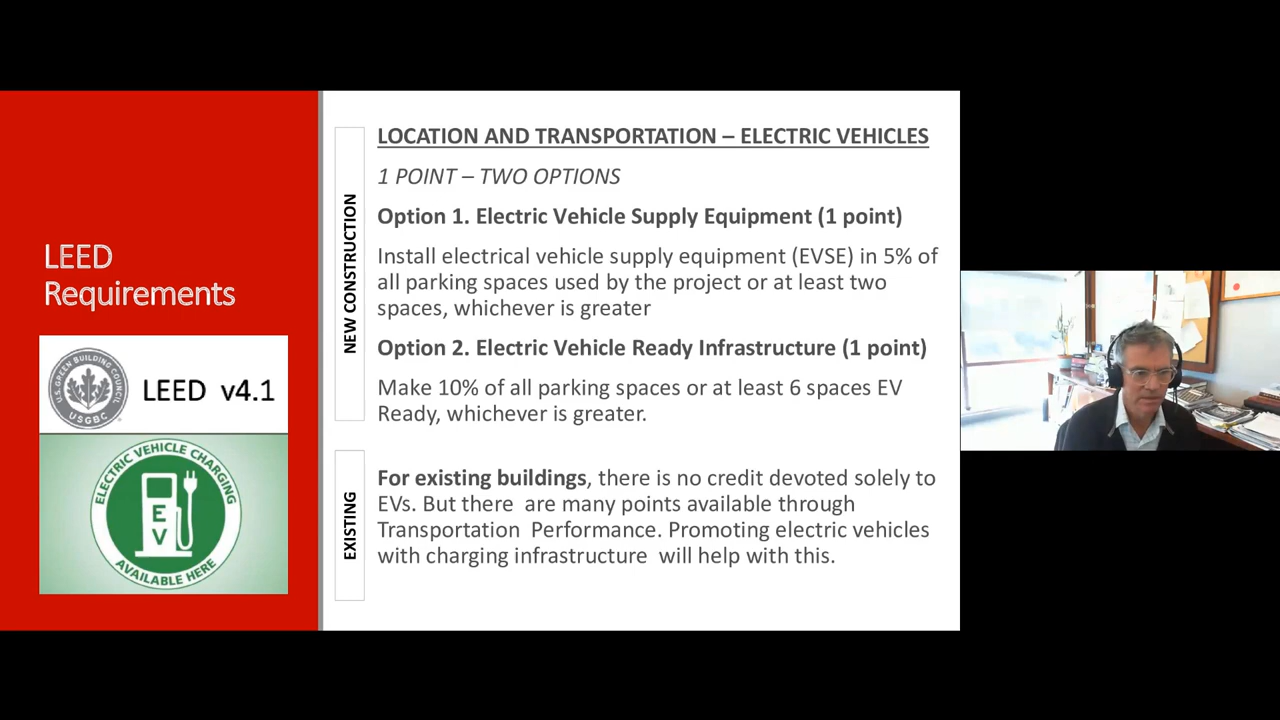 LEED
Requirements
U.S. GREEN BUILDING COUNCIL
USGBC
LEED v4.1
ELECTRIC VEHICLE CHARGING
EV
AVAILABLE HERE
NEW CONSTRUCTION
LOCATION AND TRANSPORTATION – ELECTRIC VEHICLES
1 POINT – TWO OPTIONS
Option 1. Electric Vehicle Supply Equipment (1 point)
Install electrical vehicle supply equipment (EVSE) in 5% of
all parking spaces used by the project or at least two
spaces, whichever is greater
Option 2. Electric Vehicle Ready Infrastructure (1 point)
Make 10% of all parking spaces or at least 6 spaces EV
Ready, whichever is greater.
EXISTING
For existing buildings, there is no credit devoted solely to
EVs. But there are many points available through
Transportation Performance. Promoting electric vehicles
with charging infrastructure will help with this.